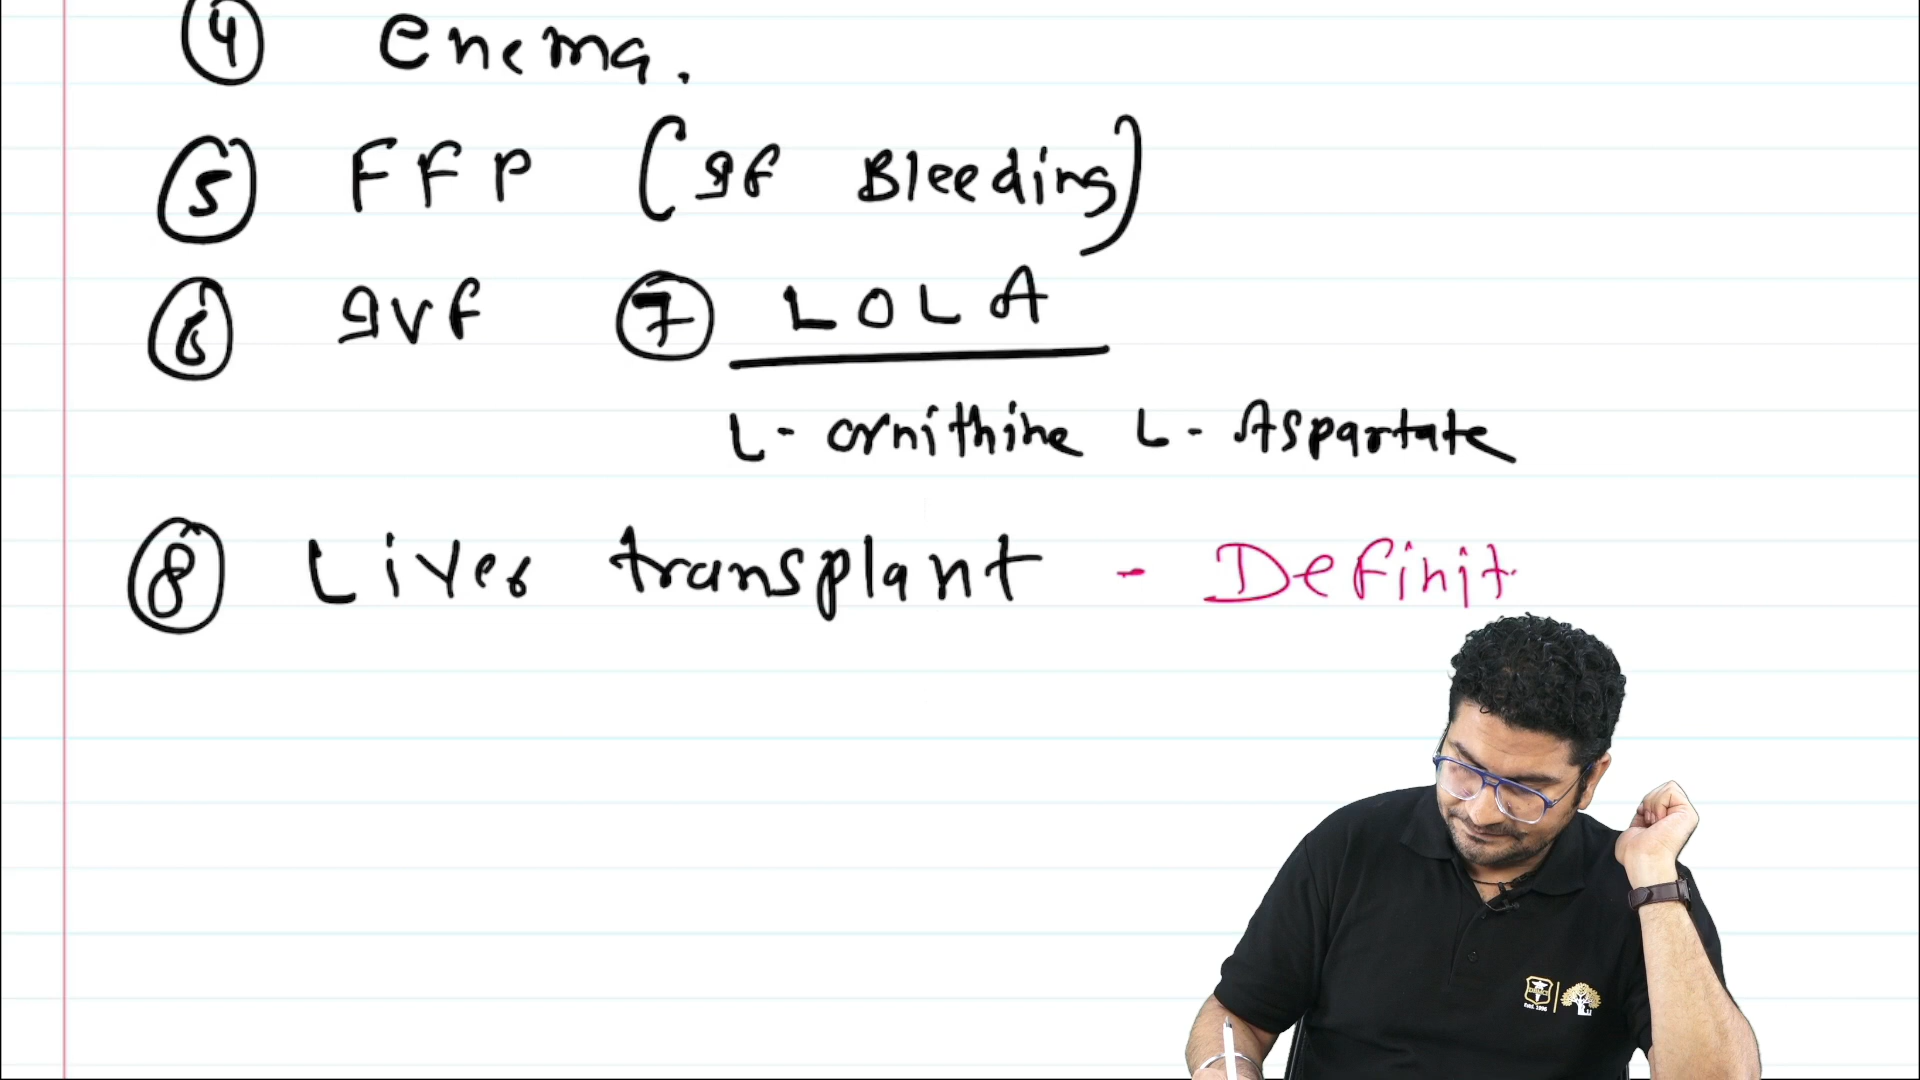 ④ Enema.
⑤ FFP (If Bleeding)
⑥ IVF ⑦ LOLA
L- ornithine L- Aspartate
⑧ Liver transplant - Definit